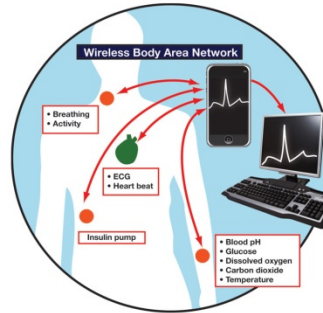 Wireless Body Area Network
• Breathing
• Activity
• ECG
• Heart beat
Insulin pump
• Blood pH
• Glucose
• Dissolved oxygen
• Carbon dioxide
• Temperature